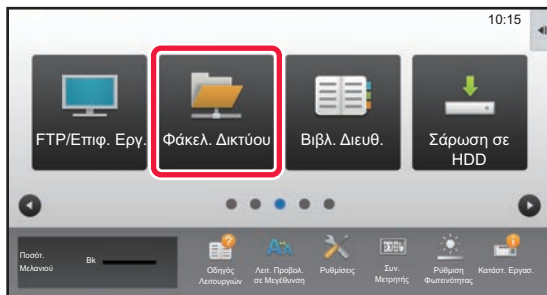 10:15
FTP/Επιφ. Εργ.
Φάκελ. Δικτύου
Βιβλ. Διευθ.
Σάρωση σε
HDD
Ποσότ.
Μελανιού
Bk
Οδηγός
Λειτουργιών
Λειτ. Προβολ.
σε Μεγέθυνση
Ρυθμίσεις
Συν.
Μετρητής
Ρύθμιση
Φωτεινότητας
Κατάστ. Εργασ.